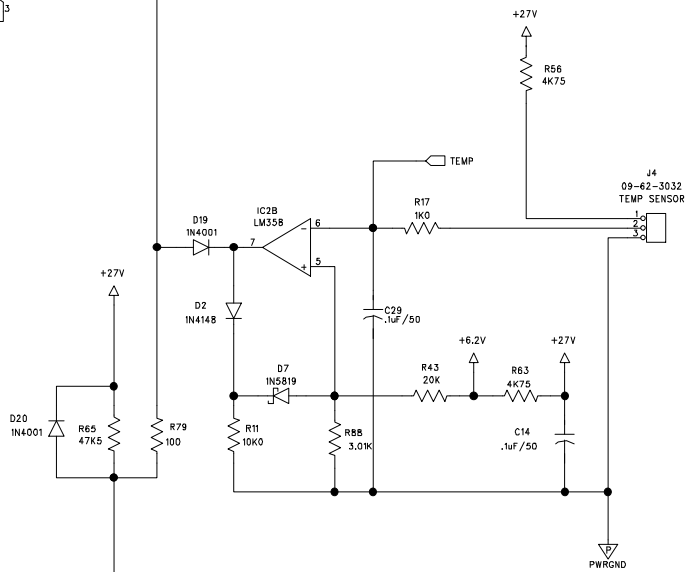 3
+27V
R56
4K75
TEMP
J4
09-62-3032
TEMP SENSOR
1
2
3
R17
1K0
IC2B
LM358
6
7
5
D19
1N4001
+27V
D2
1N4148
C29
.1uF/50
+6.2V
+27V
D7
1N5819
R43
20K
R63
4K75
D20
1N4001
R65
47K5
R79
100
R11
10K0
R88
3.01K
C14
.1uF/50
P
PWRGND